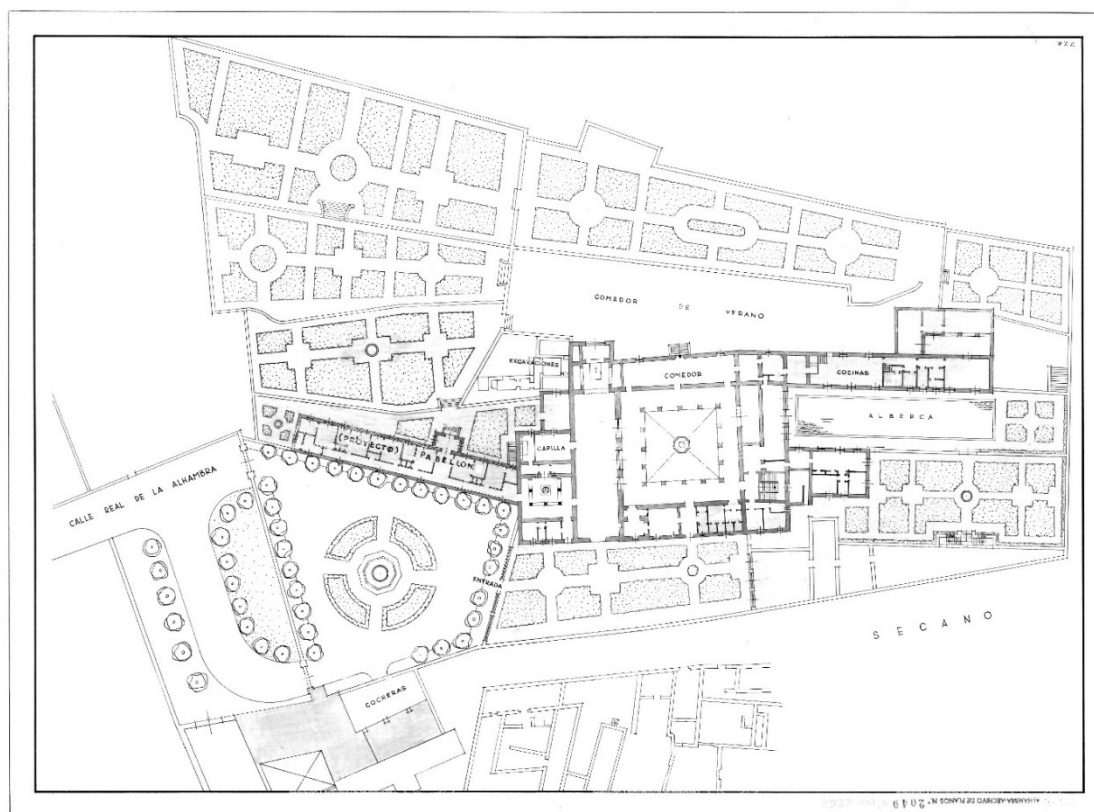 COMEDOR DE VERANO
EXCAVACIONES
COMEDOR
COCINAS
ALBERCA
(PROYECTO)
PABELLON
CAPILLA
CALLE REAL DE LA ALHAMBRA
ENTRADA
SECANO
COCHERAS
ALHAMBRA-ARCHIVO DE PLANOS N.º 2040